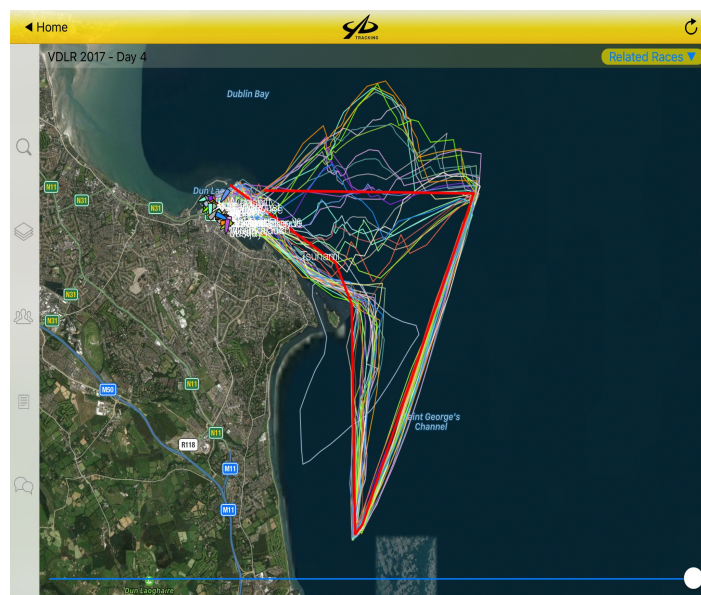 ◀ Home
TRACKING
VDLR 2017 - Day 4
Related Races ▼
Dublin Bay
N11
N31
N31
Dun Lao
Tsunami
N31
N31
M50
N11
Saint George's
Channel
R118
N11
M11
M11
Dun Laoghaire